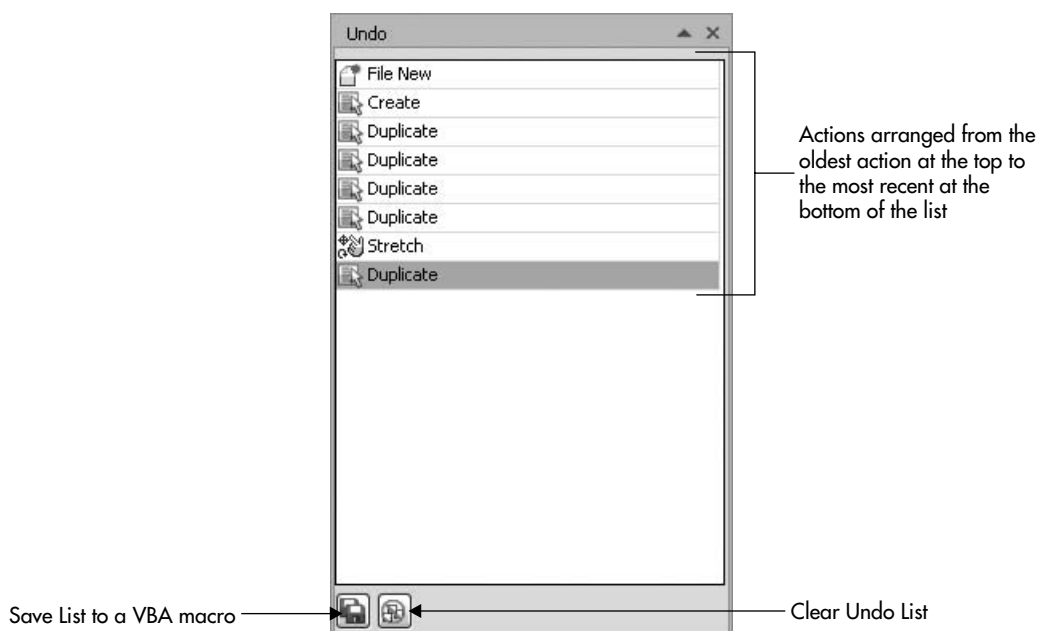 Undo
File New
Create
Duplicate
Duplicate
Duplicate
Duplicate
Stretch
Duplicate
Actions arranged from the
oldest action at the top to
the most recent at the
bottom of the list
Save List to a VBA macro
Clear Undo List